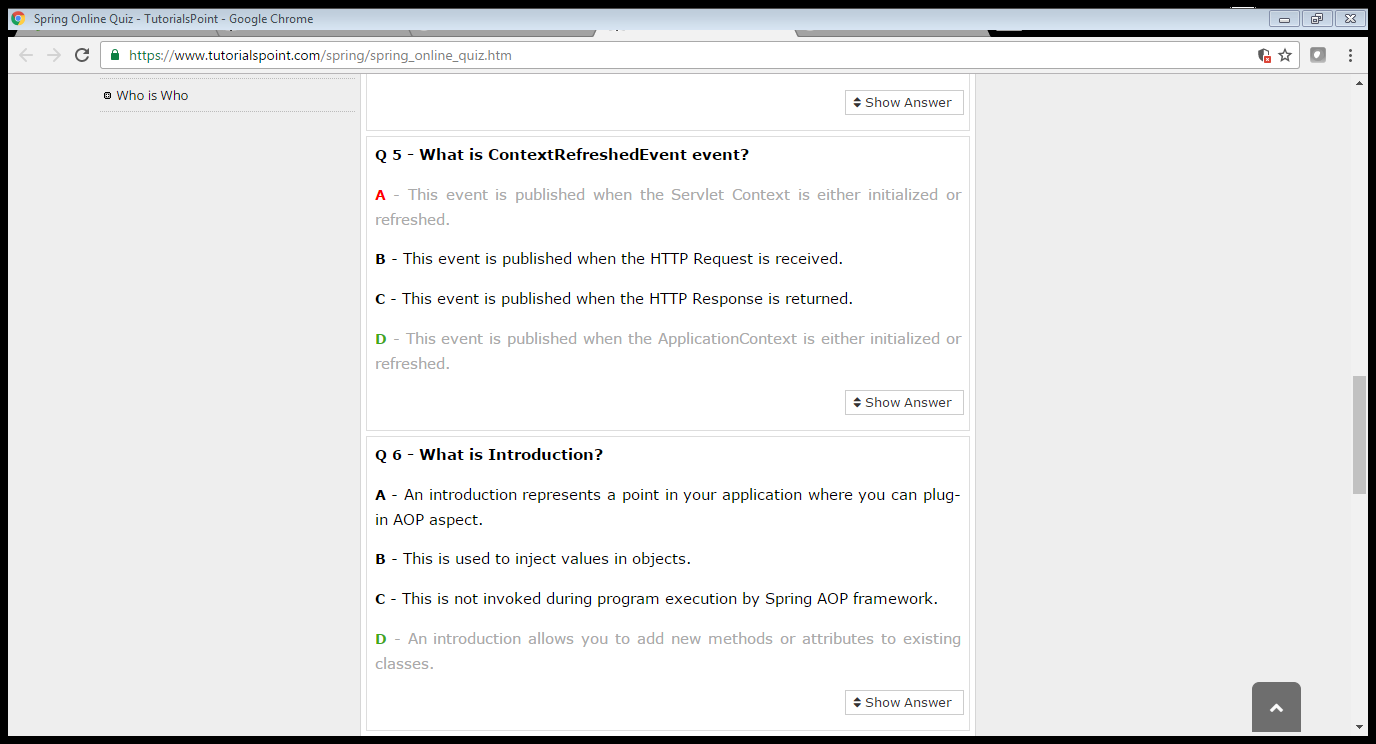 Spring Online Quiz - TutorialsPoint - Google Chrome
https://www.tutorialspoint.com/spring/spring_online_quiz.htm
Who is Who
Show Answer
Q 5 - What is ContextRefreshedEvent event?
A - This event is published when the Servlet Context is either initialized or
refreshed.
B - This event is published when the HTTP Request is received.
C - This event is published when the HTTP Response is returned.
D - This event is published when the ApplicationContext is either initialized or
refreshed.
Show Answer
Q 6 - What is Introduction?
A - An introduction represents a point in your application where you can plug-
in AOP aspect.
B - This is used to inject values in objects.
C - This is not invoked during program execution by Spring AOP framework.
D - An introduction allows you to add new methods or attributes to existing
classes.
Show Answer